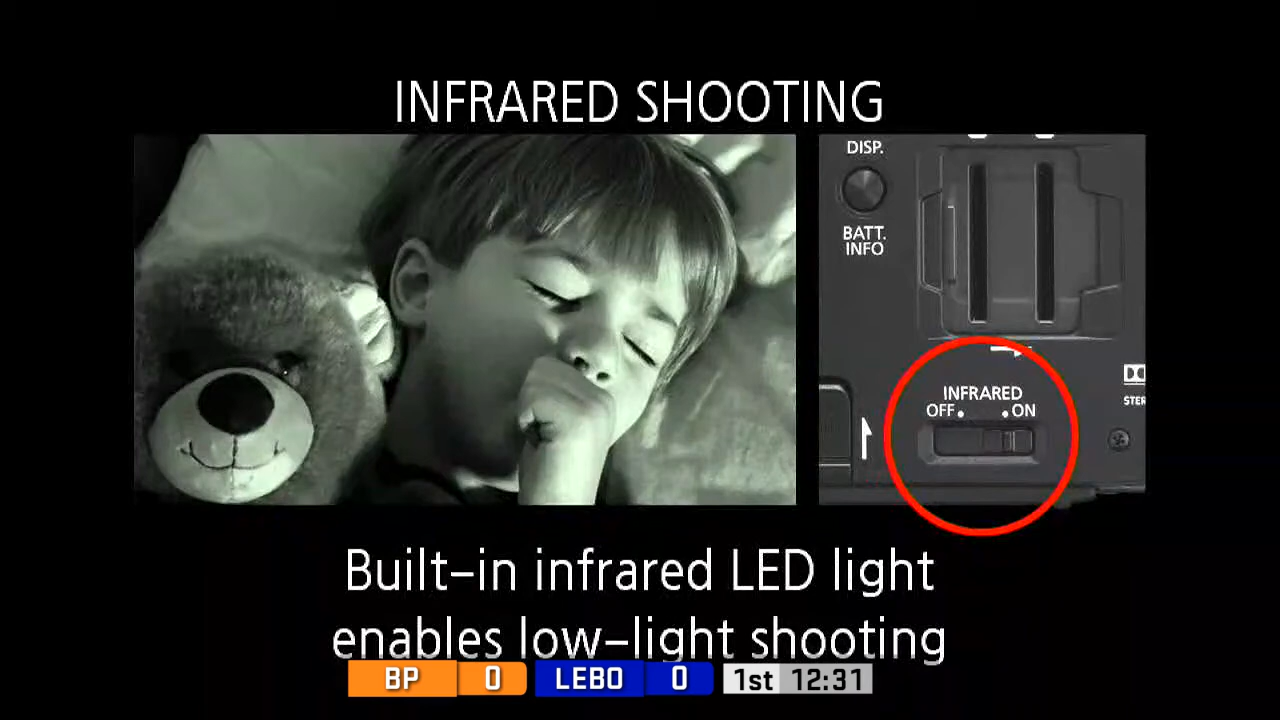 INFRARED SHOOTING
DISP.
BATT.
INFO
INFRARED
OFF• •ON
STER
Built-in infrared LED light
enables low-light shooting
BP 0 LEBO 0 1st 12:31